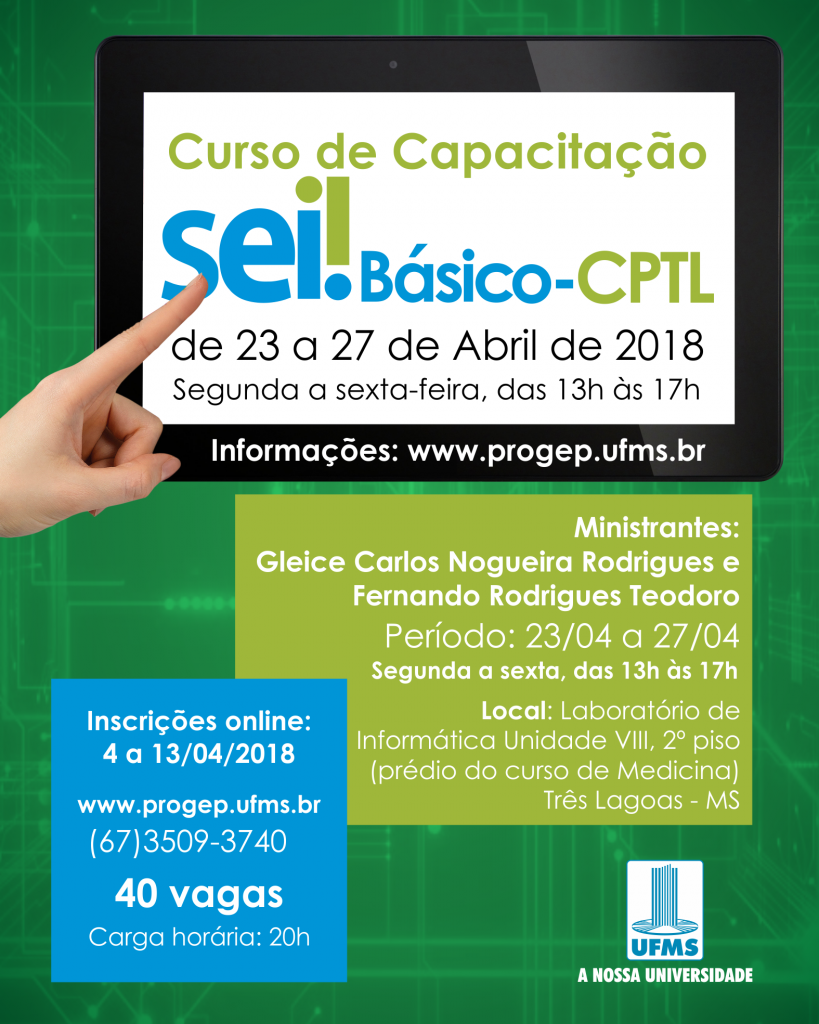 Curso de Capacitação
sei! Básico-CPTL
de 23 a 27 de Abril de 2018
Segunda a sexta-feira, das 13h às 17h
Informações: www.progep.ufms.br
Ministrantes:
Gleice Carlos Nogueira Rodrigues e
Fernando Rodrigues Teodoro
Período: 23/04 a 27/04
Segunda a sexta, das 13h às 17h
Local: Laboratório de
Informática Unidade VIII, 2º piso
(prédio do curso de Medicina)
Três Lagoas - MS
Inscrições online:
4 a 13/04/2018
www.progep.ufms.br
(67)3509-3740
40 vagas
Carga horária: 20h
UFMS
A NOSSA UNIVERSIDADE